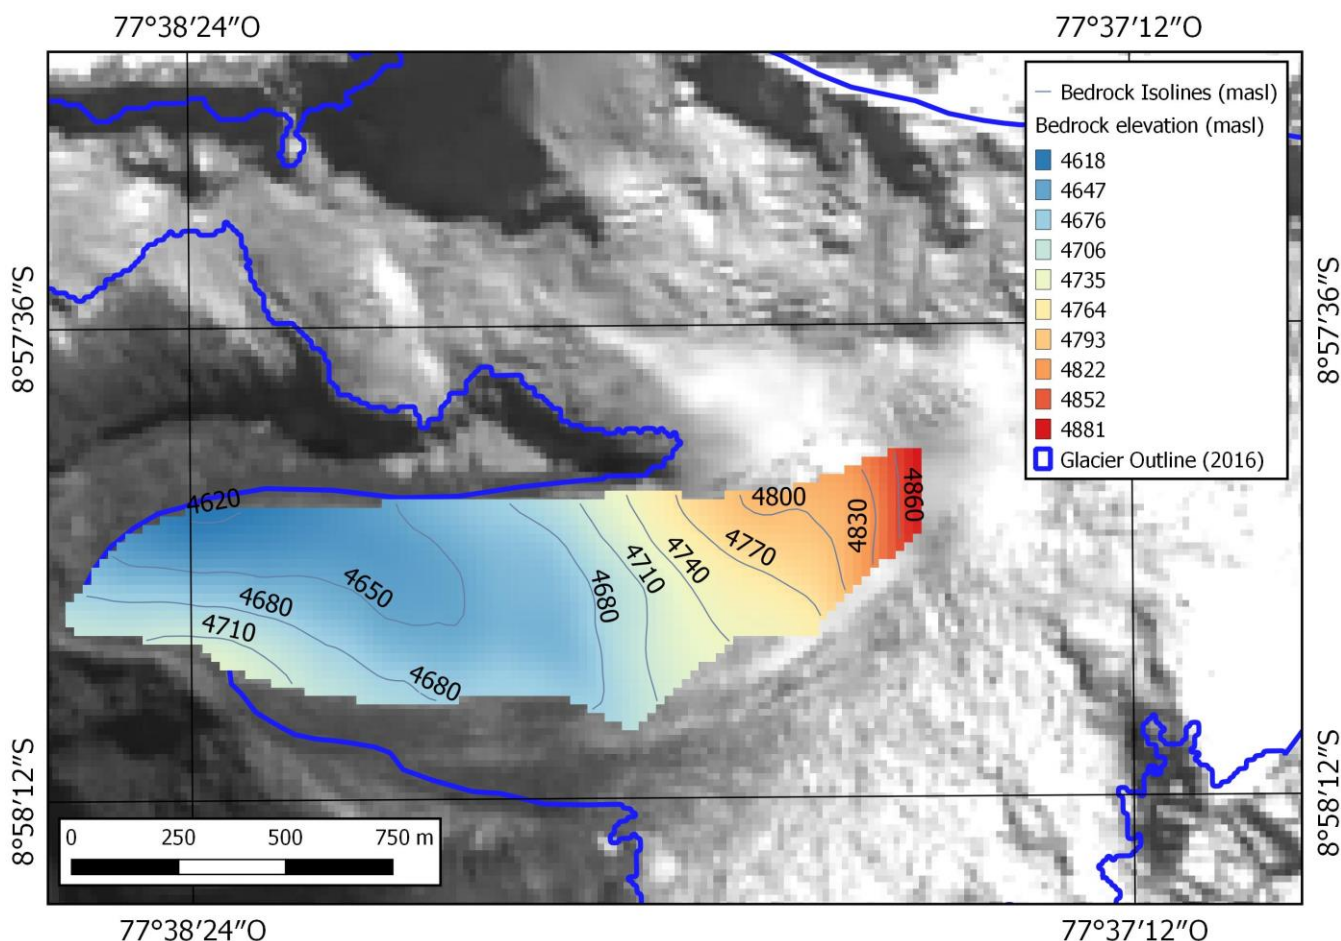 77°38′24″O
77°37′12″O
Bedrock Isolines (masl)
Bedrock elevation (masl)
4618
4647
4676
4706
4735
4764
4793
4822
4852
4881
Glacier Outline (2016)
8°57′36″S
8°57′36″S
4620
4800
4890
4830
4770
4740
4710
4650
4680
4680
4710
4680
8°58′12″S
8°58′12″S
0 250 500 750 m
77°38′24″O
77°37′12″O